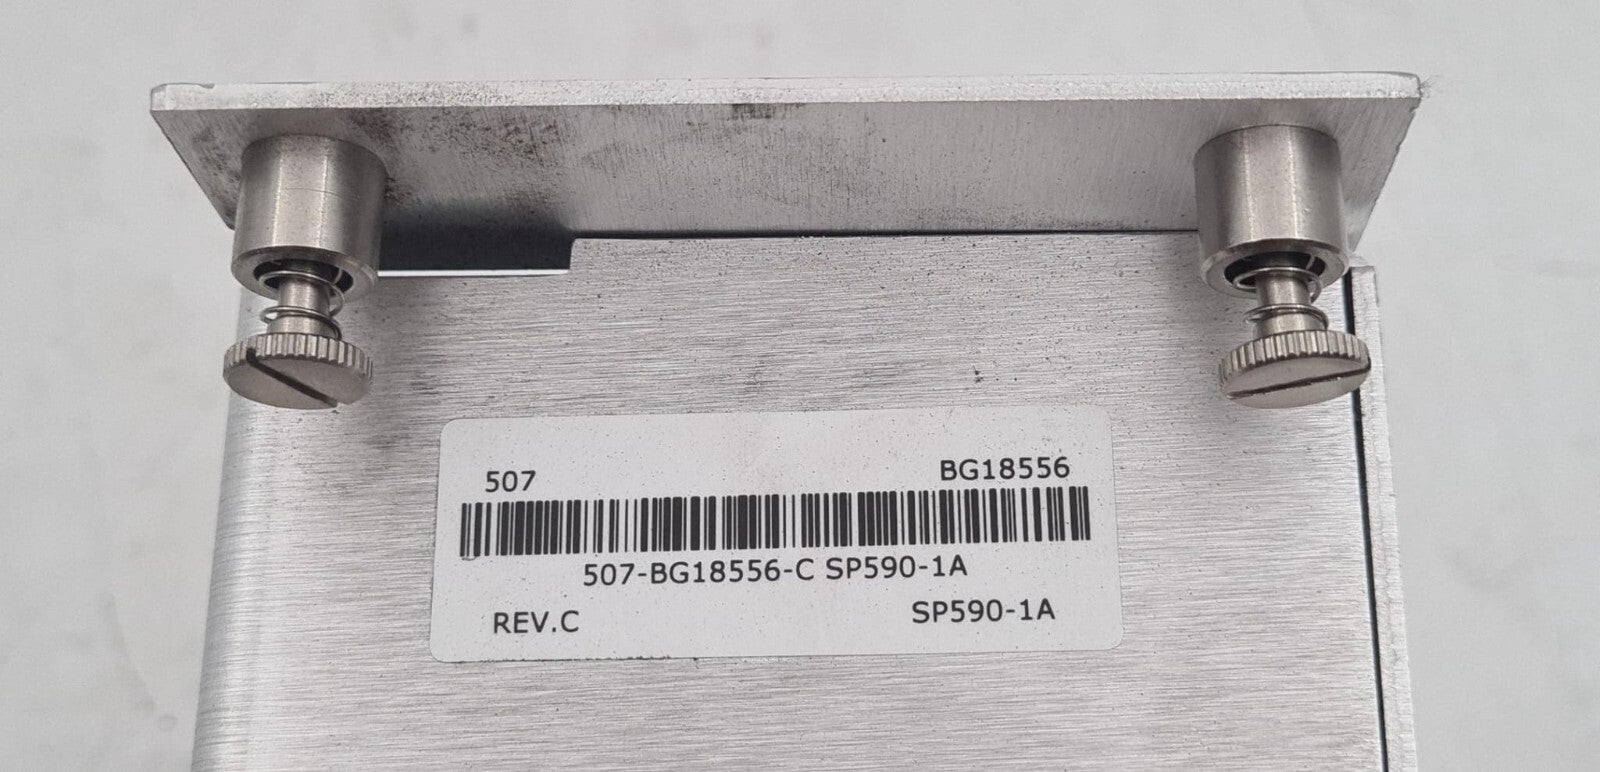 507 BG18556
507-BG18556-C SP590-1A
REV.C SP590-1A